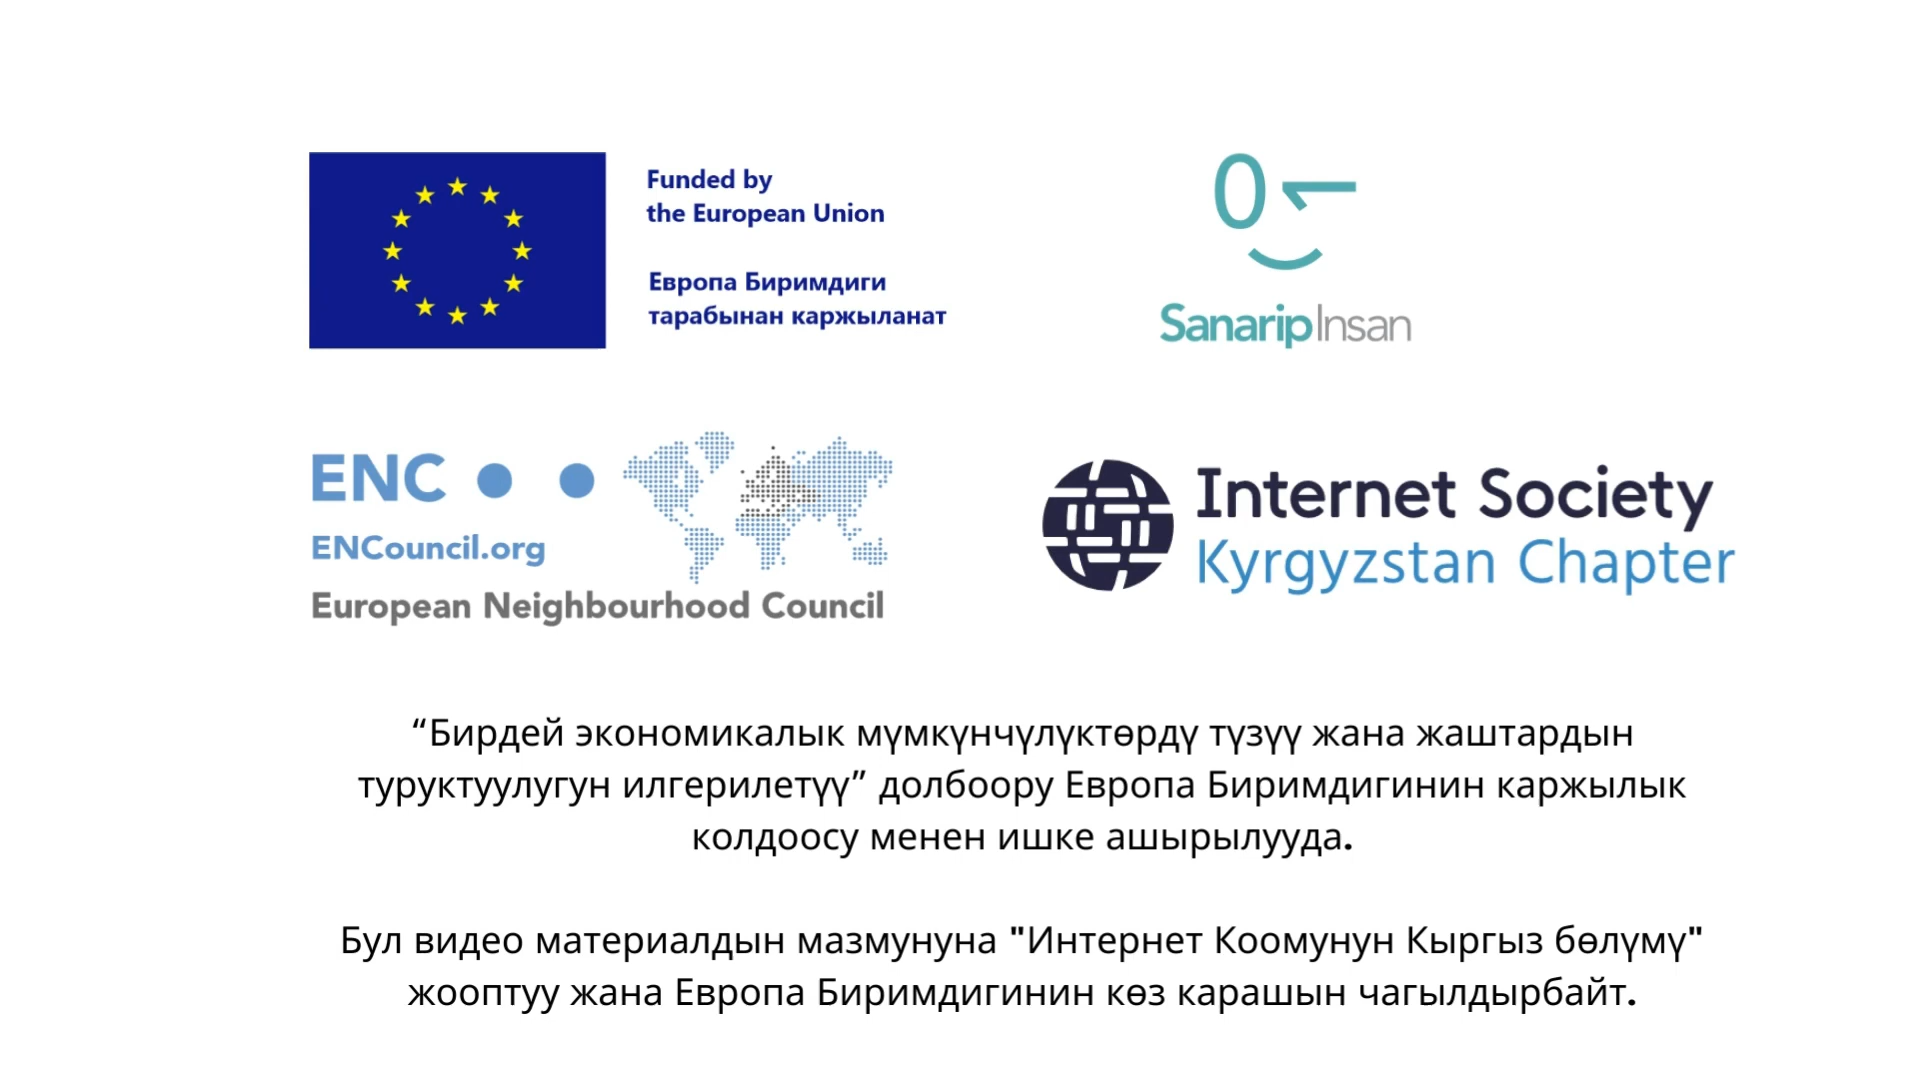 Funded by
the European Union
Европа Биримдиги
тарабынан каржыланат
01
SanaripInsan
ENC
ENCouncil.org
European Neighbourhood Council
Internet Society
Kyrgyzstan Chapter
“Бирдей экономикалык мүмкүнчүлүктөрдү түзүү жана жаштардын
туруктуулугун илгерилетүү” долбоору Европа Биримдигинин каржылык
колдоосу менен ишке ашырылууда.
Бул видео материалдын мазмунуна "Интернет Коомунун Кыргыз бөлүмү"
жооптуу жана Европа Биримдигинин көз карашын чагылдырбайт.